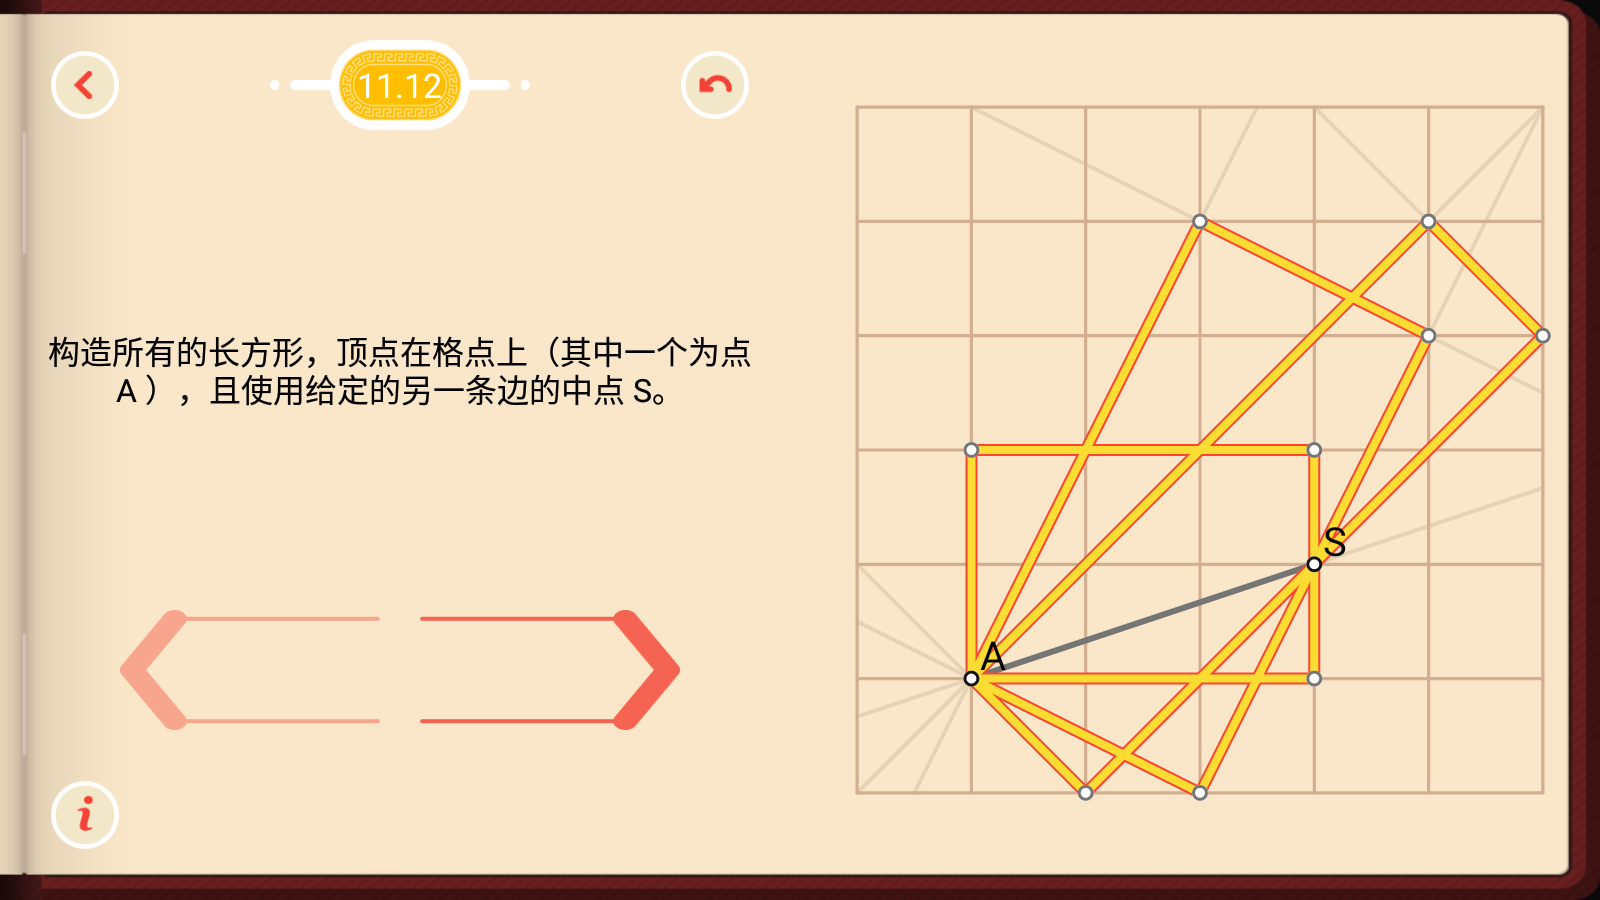 11.12
构造所有的长方形，顶点在格点上（其中一个为点
A ），且使用给定的另一条边的中点 S。
S
A
i